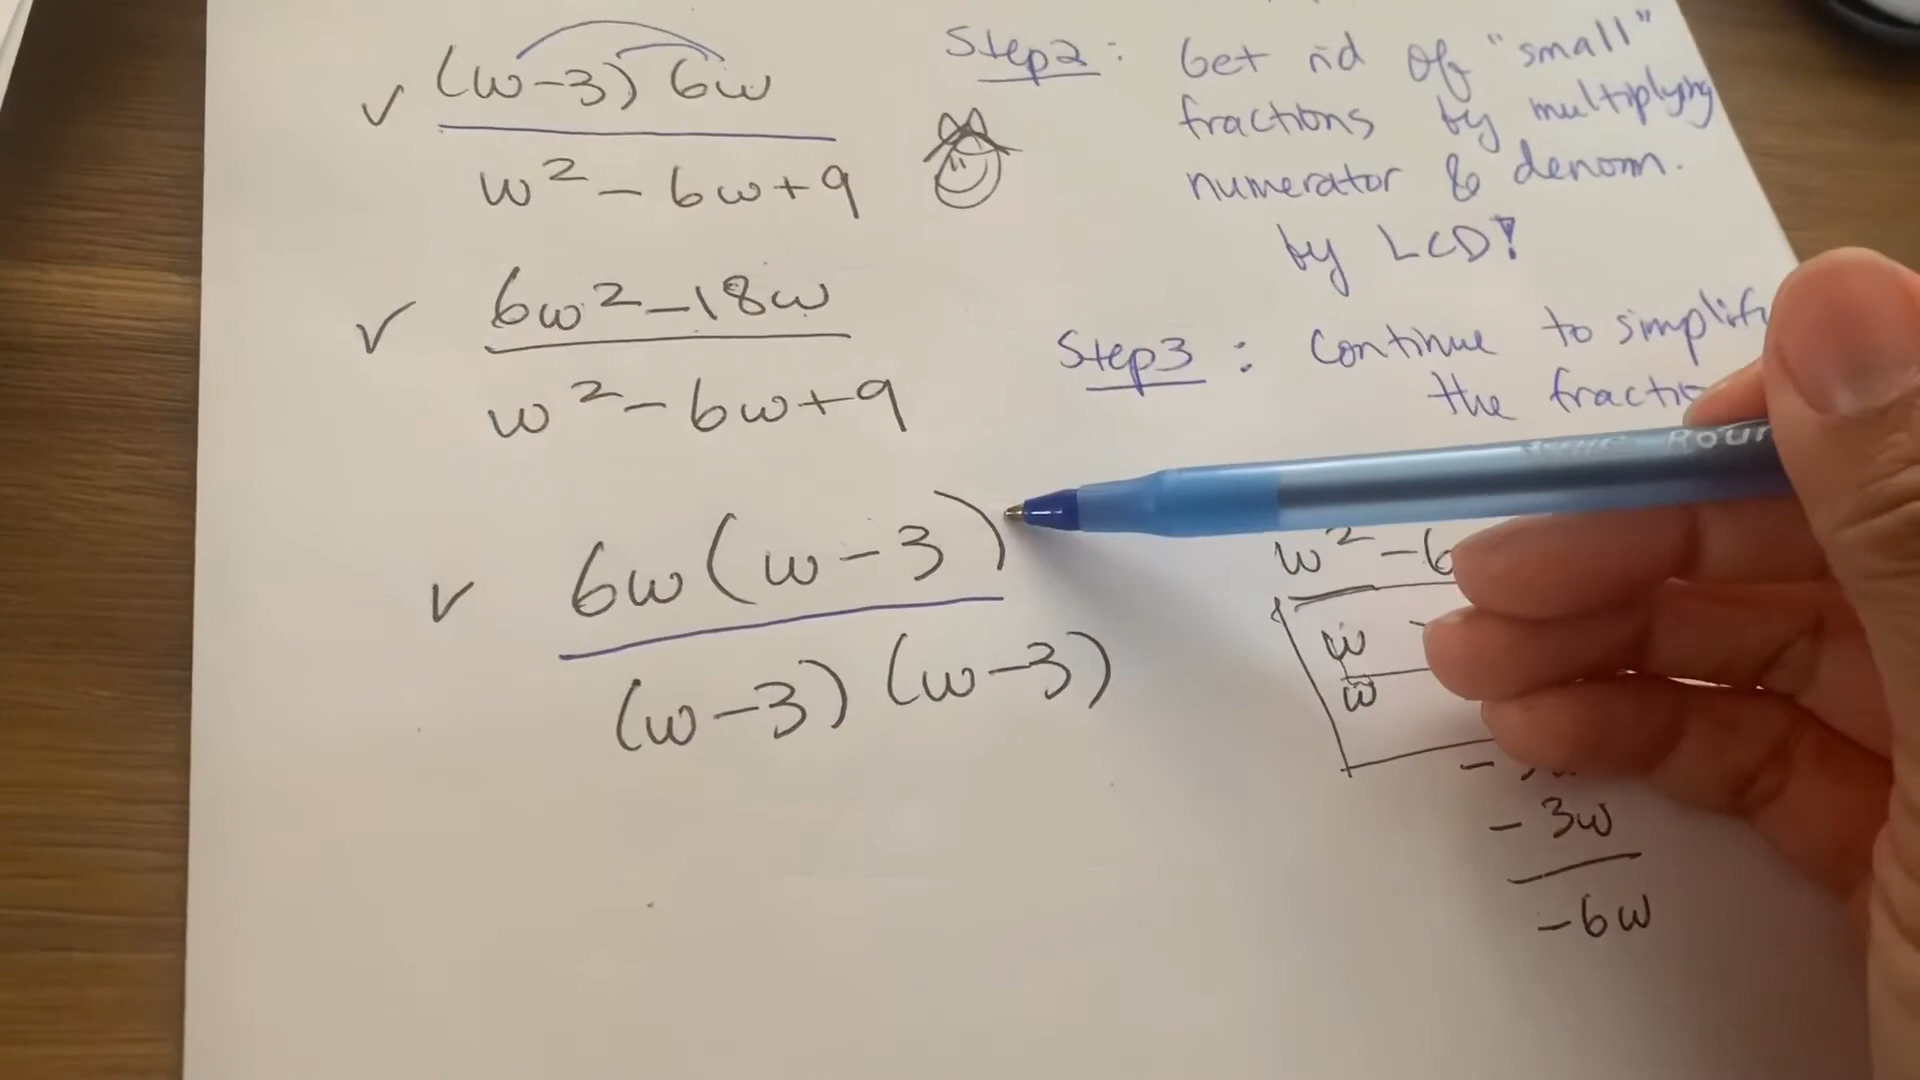 (w-3) 6w
w² - 6w + 9
6w² - 18w
w² - 6w + 9
6w (w - 3)
(w - 3) (w - 3)
Step2: Get rid of "small"
fractions by multiplying
numerator & denom.
by LCD!
Step3: Continue to simplify
the
w² - 6
w
w
- 3w
- 6w